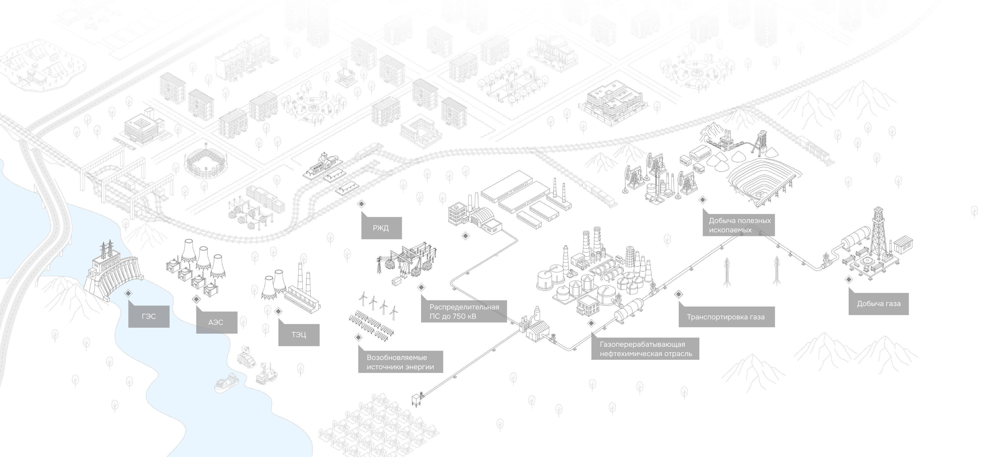 ВОКЗАЛ
РЖД
Добыча полезных
ископаемых
ГЭС
АЭС
ТЭЦ
Распределительная
ПС до 750 кВ
Транспортировка газа
Добыча газа
Возобновляемые
источники энергии
Газоперерабатывающая
нефтехимическая отрасль